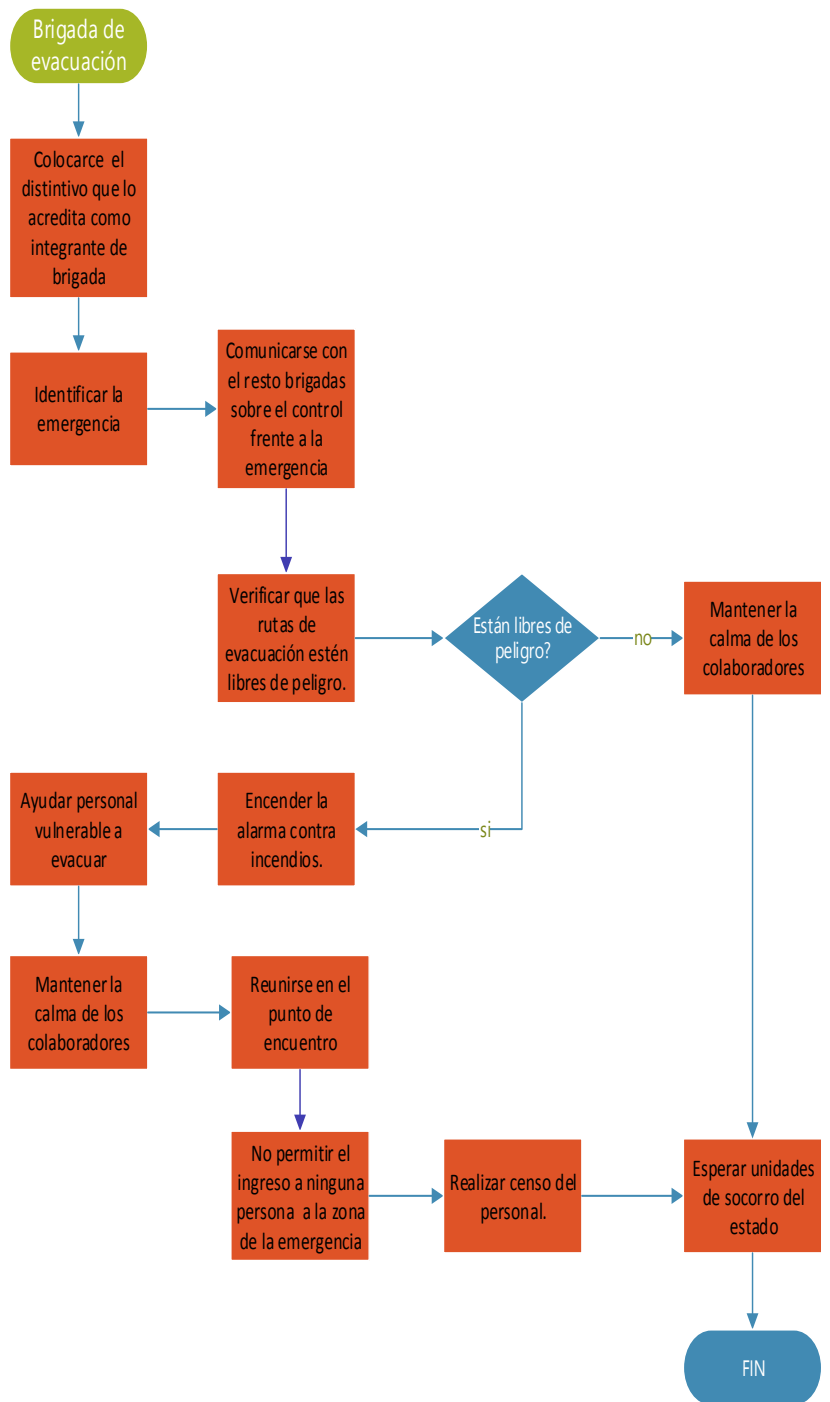 Brigada de
evacuación
Colocarce el
distintivo que lo
acredita como
integrante de
brigada
Identificar la
emergencia
Comunicarse con
el resto brigadas
sobre el control
frente a la
emergencia
Verificar que las
rutas de
evacuación estén
libres de peligro.
Están libres de
peligro?
no
Mantener la
calma de los
colaboradores
si
Encender la
alarma contra
incendios.
Ayudar personal
vulnerable a
evacuar
Mantener la
calma de los
colaboradores
Reunirse en el
punto de
encuentro
No permitir el
ingreso a ninguna
persona a la zona
de la emergencia
Realizar censo del
personal.
Esperar unidades
de socorro del
estado
FIN